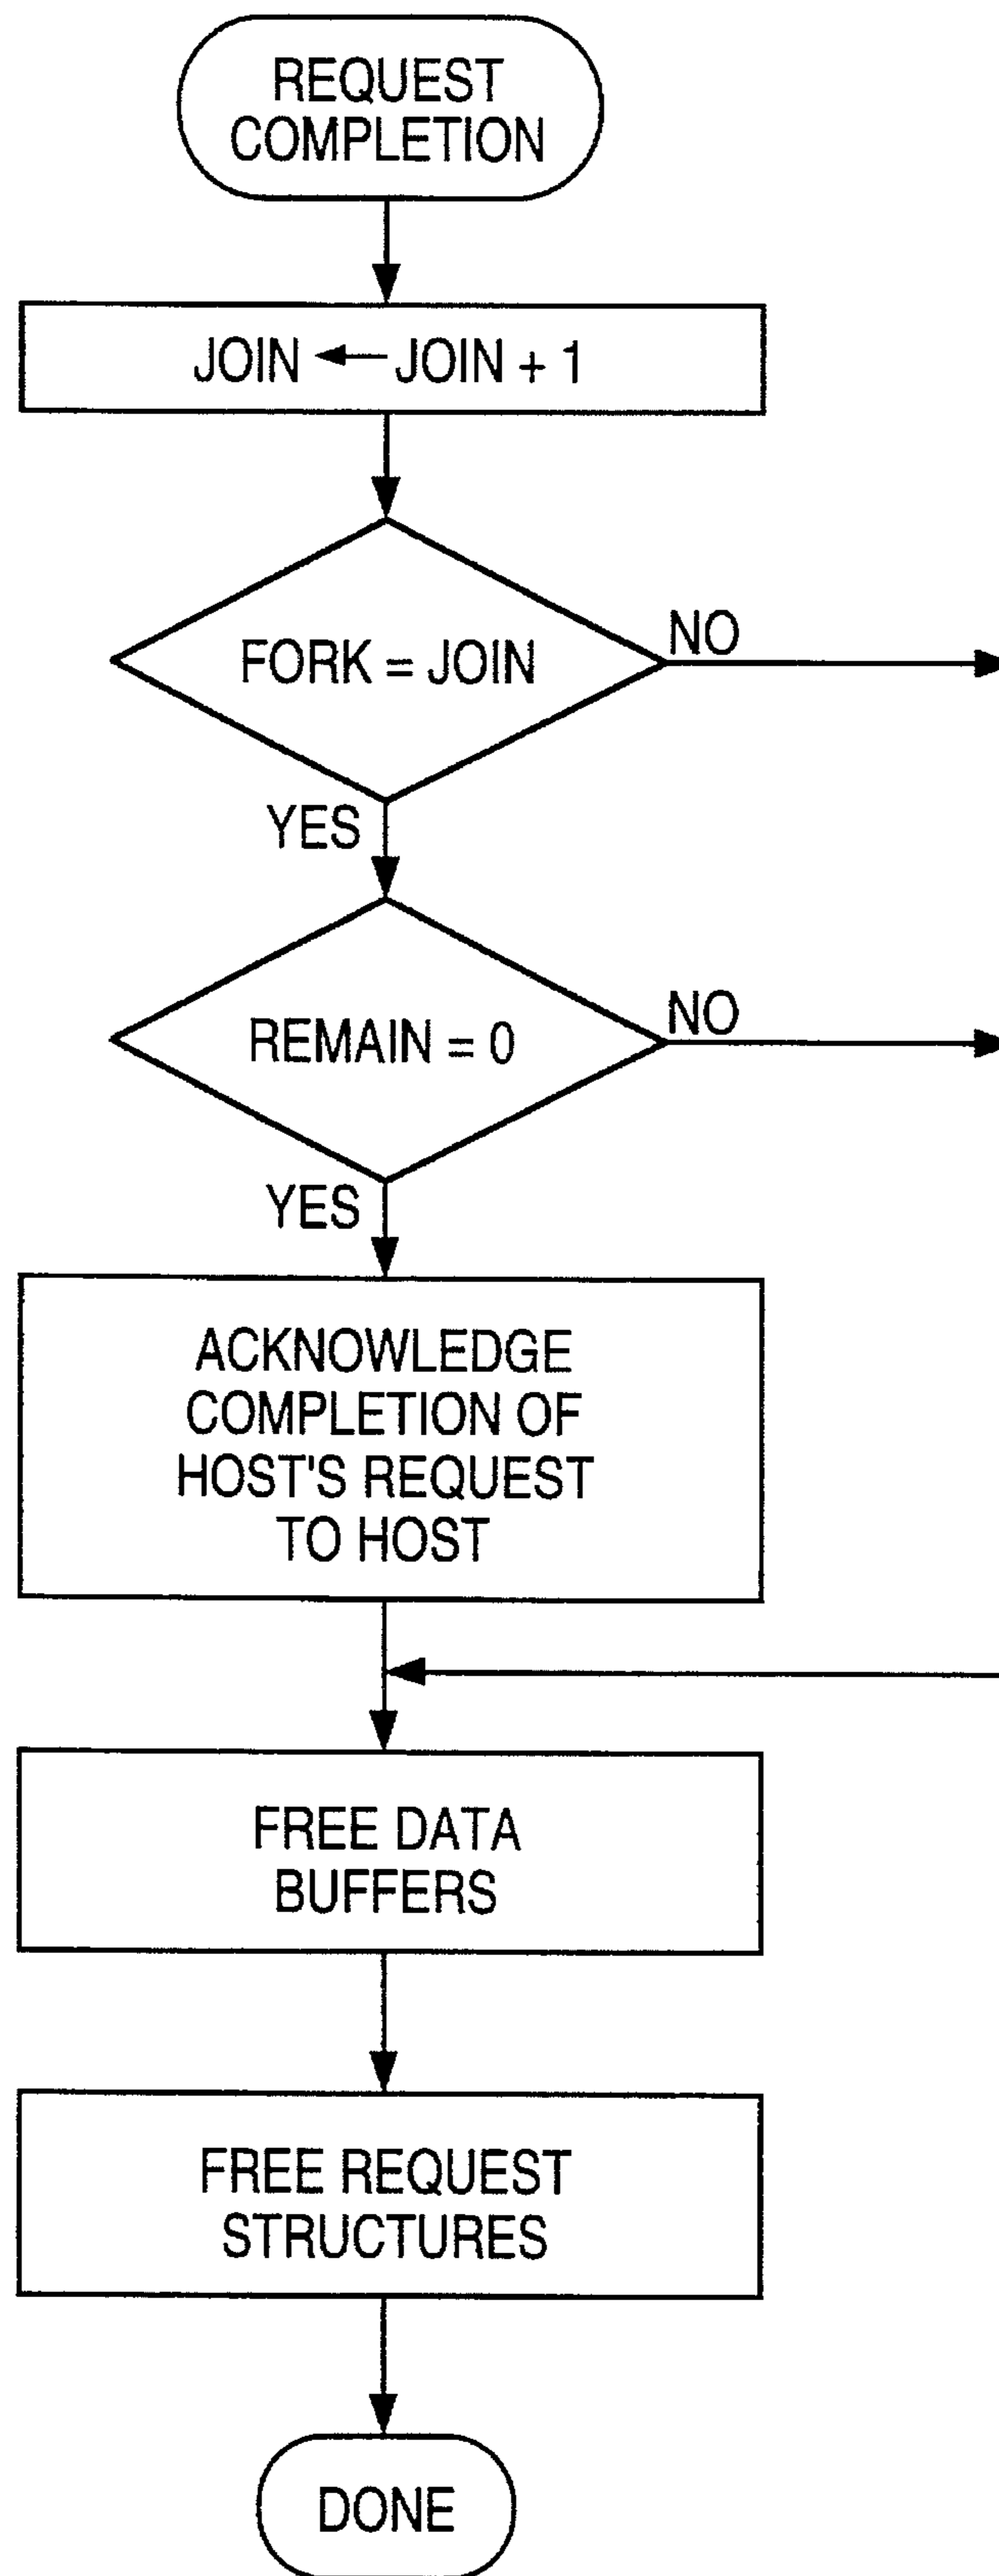 REQUEST
COMPLETION
JOIN ← JOIN + 1
FORK = JOIN
NO
YES
REMAIN = 0
NO
YES
ACKNOWLEDGE
COMPLETION OF
HOST'S REQUEST
TO HOST
FREE DATA
BUFFERS
FREE REQUEST
STRUCTURES
DONE